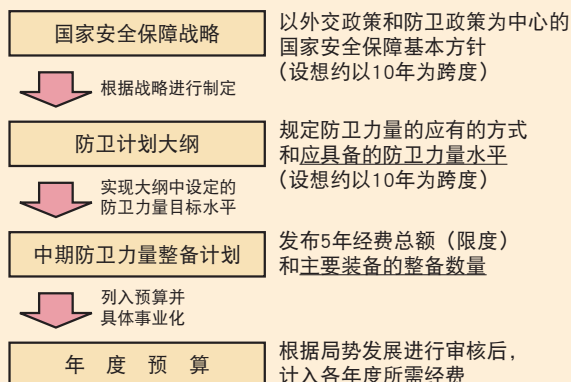 国家安全保障战略
以外交政策和防卫政策为中心的
国家安全保障基本方针
(设想约以10年为跨度)
根据战略进行制定
防卫计划大纲
规定防卫力量的应有的方式
和应具备的防卫力量水平
(设想约以10年为跨度)
实现大纲中设定的
防卫力量目标水平
中期防卫力量整备计划
发布5年经费总额（限度）
和主要装备的整备数量
列入预算并
具体事业化
年度预算
根据局势发展进行审核后，
计入各年度所需经费